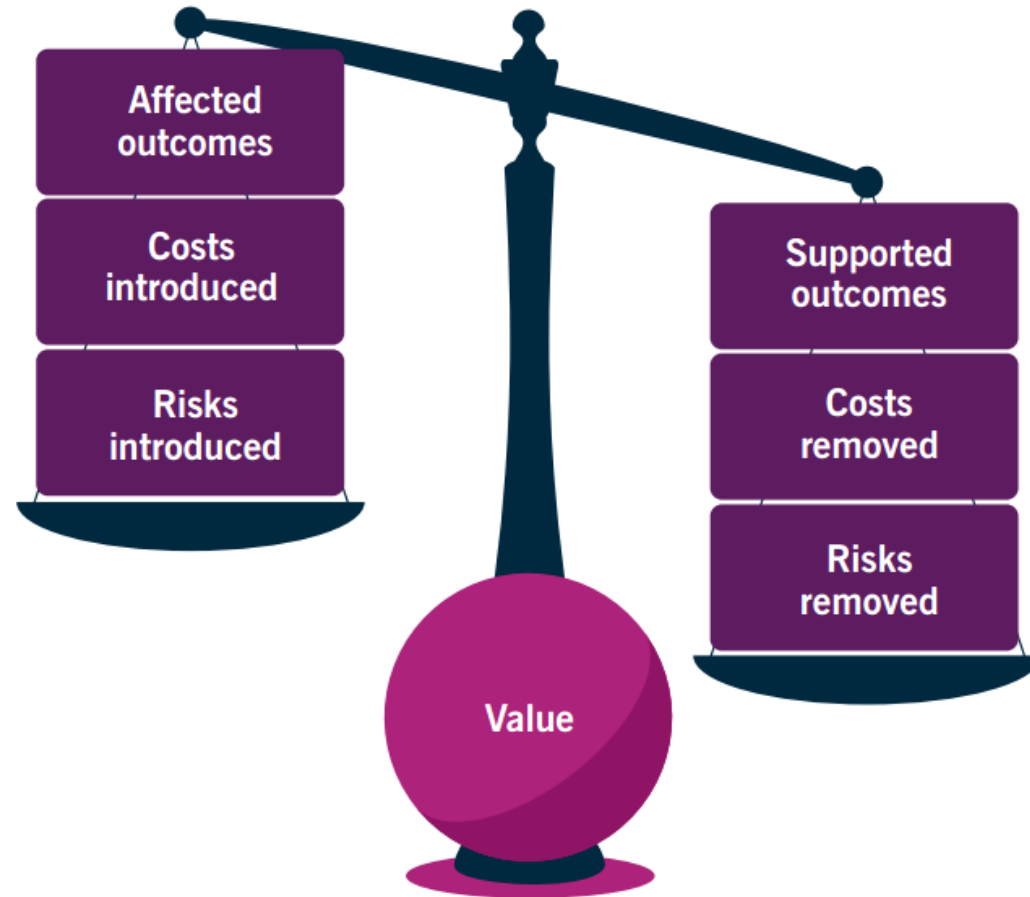 Affected
outcomes
Costs
introduced
Risks
introduced
Supported
outcomes
Costs
removed
Risks
removed
Value